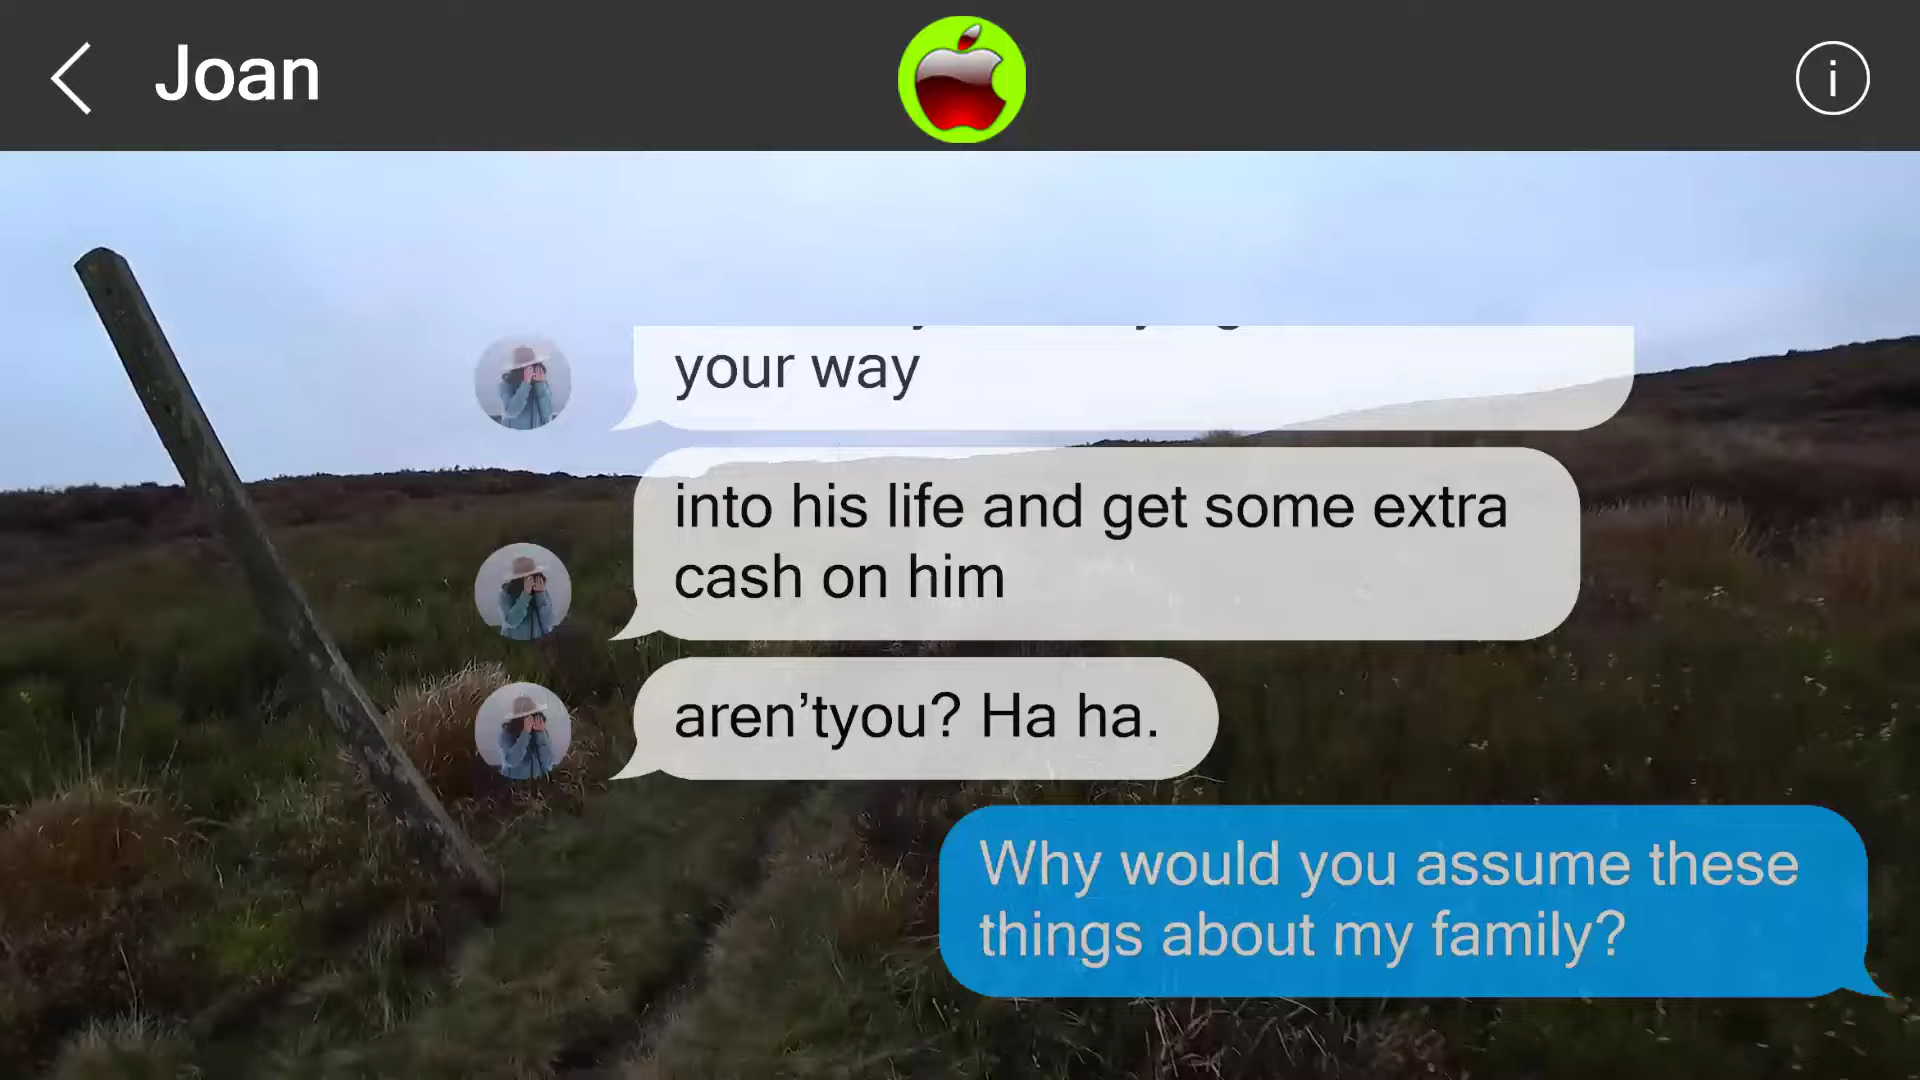 Joan
i
your way
into his life and get some extra
cash on him
aren’tyou? Ha ha.
Why would you assume these
things about my family?